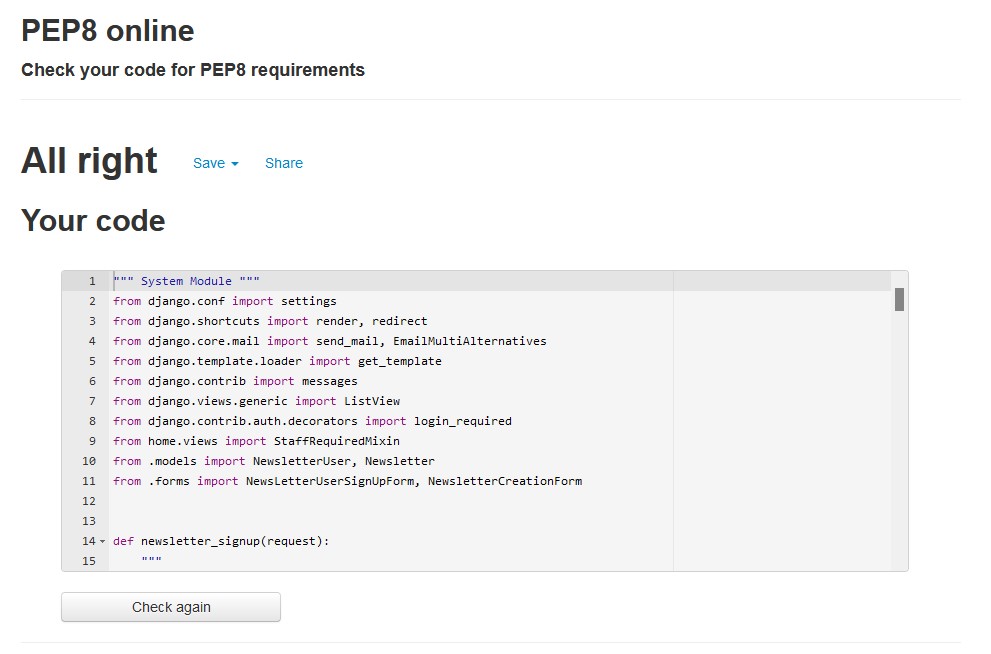 PEP8 online
Check your code for PEP8 requirements
All right Save Share
Your code
1 """ System Module """
2 from django.conf import settings
3 from django.shortcuts import render, redirect
4 from django.core.mail import send_mail, EmailMultiAlternatives
5 from django.template.loader import get_template
6 from django.contrib import messages
7 from django.views.generic import ListView
8 from django.contrib.auth.decorators import login_required
9 from home.views import StaffRequiredMixin
10 from .models import NewsletterUser, Newsletter
11 from .forms import NewsLetterUserSignUpForm, NewsletterCreationForm
12
13
14 def newsletter_signup(request):
15 """
Check again